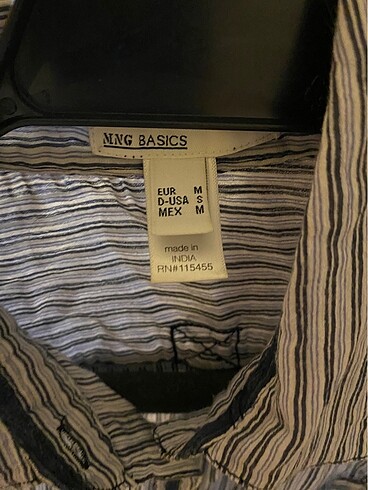 MNG BASICS
EUR M
D-USA S
MEX M
made in
INDIA
RN#115455